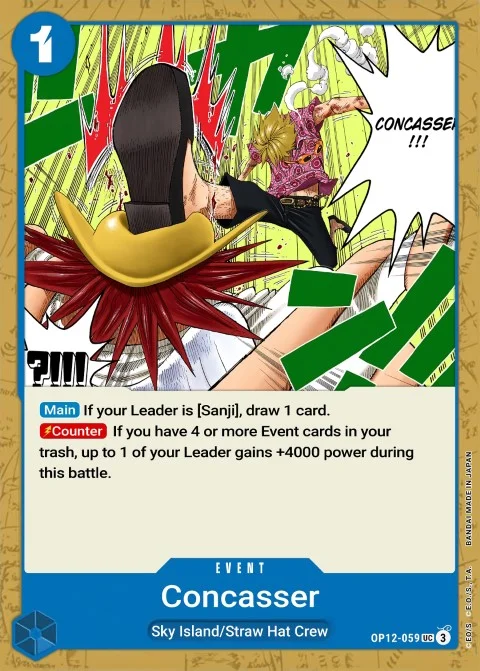 1
CONCASSE
!!!
?!!!
Main If your Leader is [Sanji], draw 1 card.
Counter If you have 4 or more Event cards in your
trash, up to 1 of your Leader gains +4000 power during
this battle.
EVENT
Concasser
Sky Island/Straw Hat Crew
OP12-059 UC 3
©E.O./S. ©E.O./S.,T.A. BANDAI MADE IN JAPAN